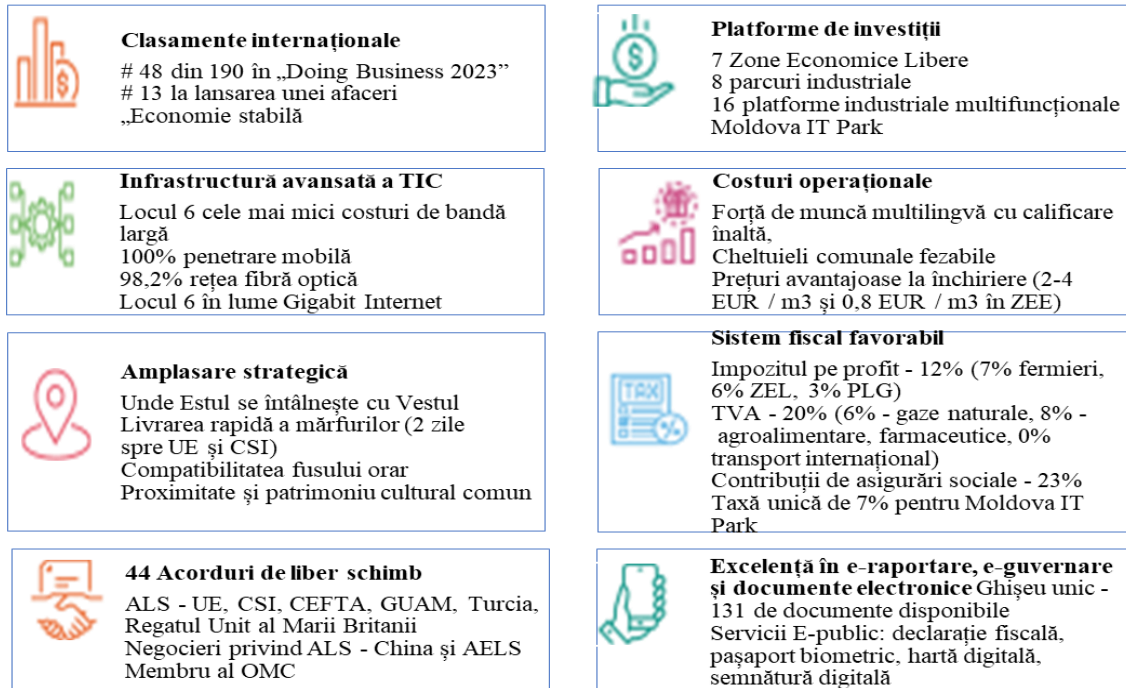 Clasamente internaționale
# 48 din 190 în „Doing Business 2023”
# 13 la lansarea unei afaceri
„Economie stabilă
Platforme de investiții
7 Zone Economice Libere
8 parcuri industriale
16 platforme industriale multifuncționale
Moldova IT Park
Infrastructură avansată a TIC
Locul 6 cele mai mici costuri de bandă
largă
100% penetrare mobilă
98,2% rețea fibră optică
Locul 6 în lume Gigabit Internet
Costuri operaționale
Forță de muncă multilingvă cu calificare
înaltă,
Cheltuieli comunale fezabile
Prețuri avantajoase la închiriere (2-4
EUR / m3 și 0,8 EUR / m3 în ZEE)
Amplasare strategică
Unde Estul se întâlnește cu Vestul
Livrarea rapidă a mărfurilor (2 zile
spre UE și CSI)
Compatibilitatea fusului orar
Proximitate și patrimoniu cultural comun
Sistem fiscal favorabil
Impozitul pe profit - 12% (7% fermieri,
6% ZEL, 3% PLG)
TVA - 20% (6% - gaze naturale, 8% -
agroalimentare, farmaceutice, 0%
transport internațional)
Contribuții de asigurări sociale - 23%
Taxă unică de 7% pentru Moldova IT
Park
TAX
44 Acorduri de liber schimb
ALS - UE, CSI, CEFTA, GUAM, Turcia,
Regatul Unit al Marii Britanii
Negocieri privind ALS - China și AELS
Membru al OMC
Excelență în e-raportare, e-guvernare
și documente electronice Ghișeu unic -
131 de documente disponibile
Servicii E-public: declarație fiscală,
pașaport biometric, hartă digitală,
semnătură digitală